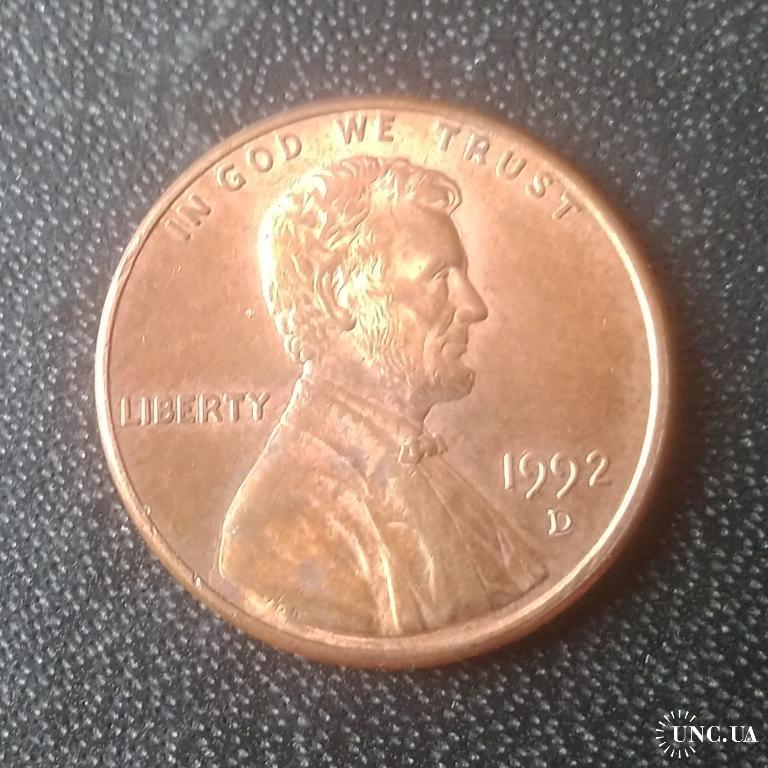 IN GOD WE TRUST
LIBERTY
1992
D
UNC.UA